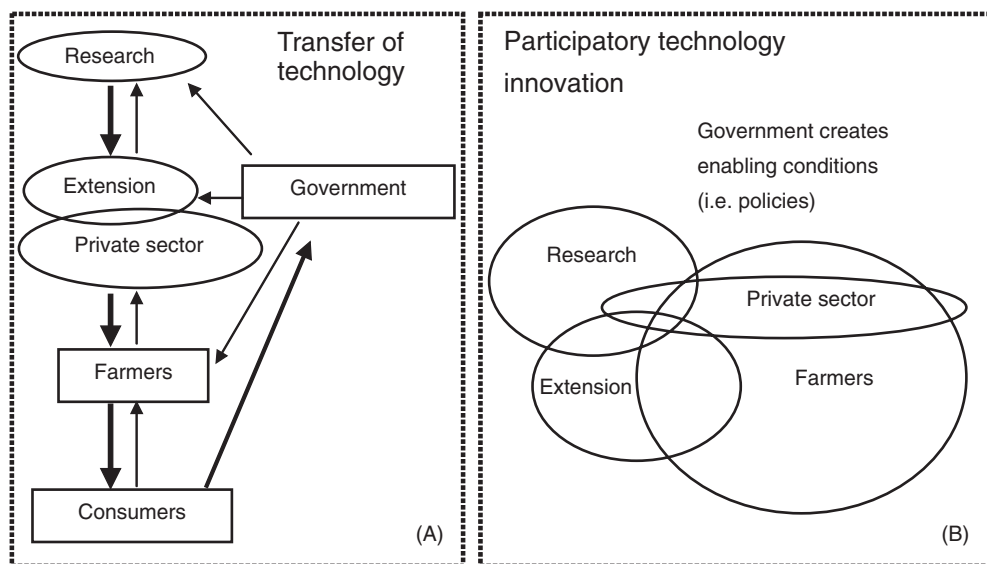 Transfer of
technology
Research
Extension
Government
Private sector
Farmers
Consumers
(A)
Participatory technology
innovation
Government creates
enabling conditions
(i.e. policies)
Research
Private sector
Extension
Farmers
(B)